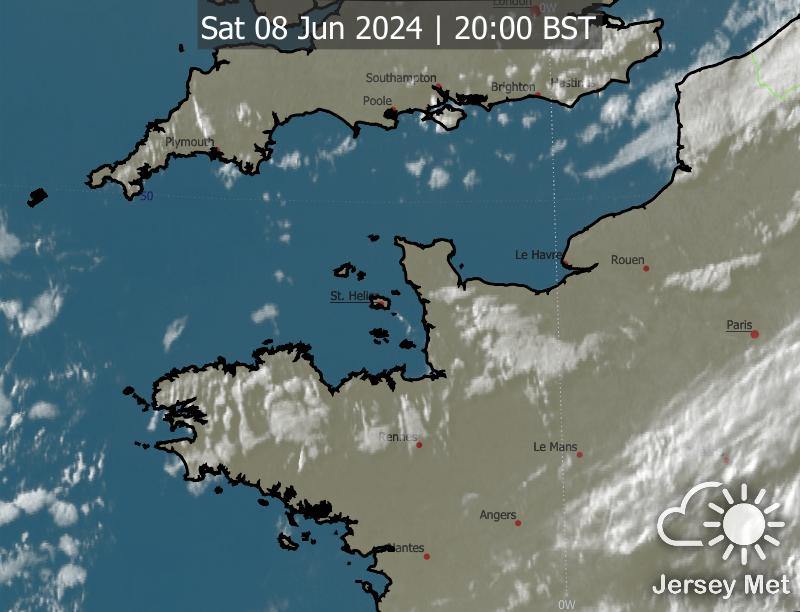 London
0W
Sat 08 Jun 2024 | 20:00 BST
Southampton
Brighton
Hastings
Poole
Plymouth
50
Le Havre
Rouen
St. Helier
Paris
Rennes
Le Mans
Angers
Nantes
Jersey Met
0W